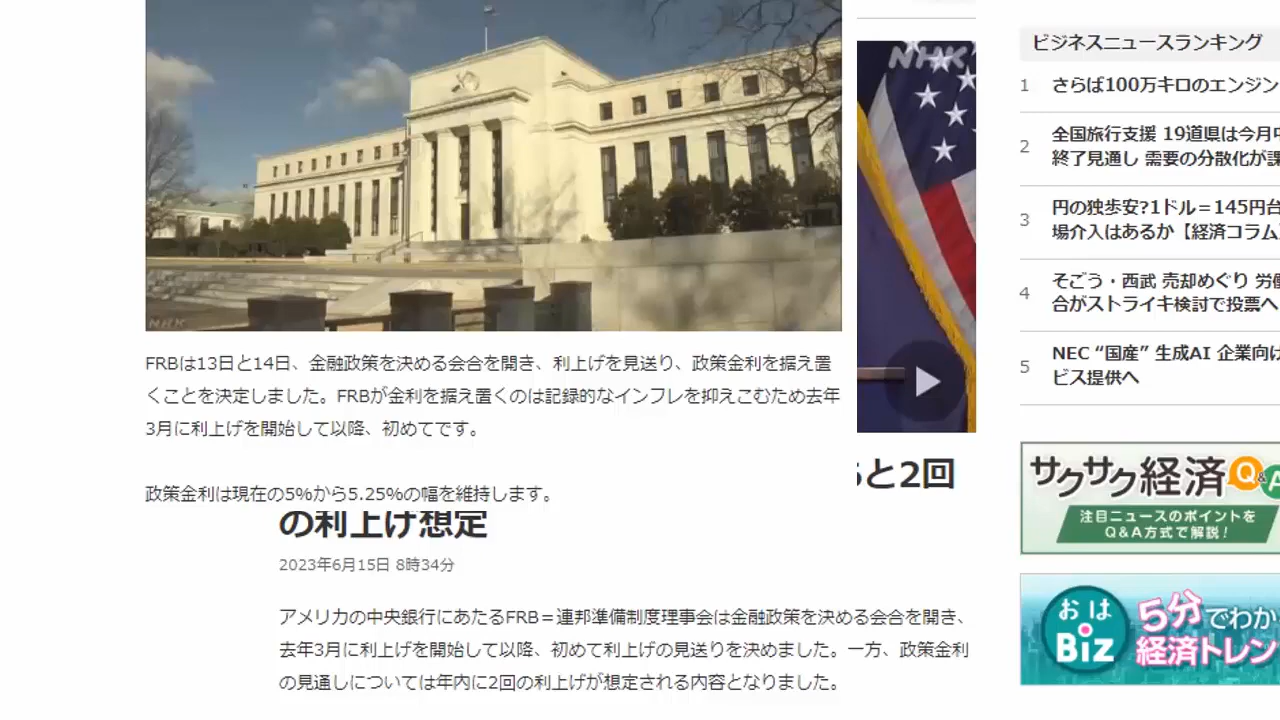 NHK
FRBは13日と14日、金融政策を決める会合を開き、利上げを見送り、政策金利を据え置
くことを決定しました。FRBが金利を据え置くのは記録的なインフレを抑えこむため去年
3月に利上げを開始して以降、初めてです。
政策金利は現在の5%から5.25%の幅を維持します。
NHK
あと2回
の利上げ想定
2023年6月15日 8時34分
アメリカの中央銀行にあたるFRB＝連邦準備制度理事会は金融政策を決める会合を開き、
去年3月に利上げを開始して以降、初めて利上げの見送りを決めました。一方、政策金利
の見通しについては年内に2回の利上げが想定される内容となりました。
ビジネスニュースランキング
1 さらば100万キロのエンジン
2 全国旅行支援 19道県は今月中
終了見通し 需要の分散化が課
3 円の独歩安?1ドル＝145円台
場介入はあるか【経済コラム】
4 そごう・西武 売却めぐり 労働
合がストライキ検討で投票へ
5 NEC “国産” 生成AI 企業向け
ビス提供へ
サクサク経済Q&A
注目ニュースのポイントを
Q&A方式で解説！
おはBiz
5分でわか
経済トレン